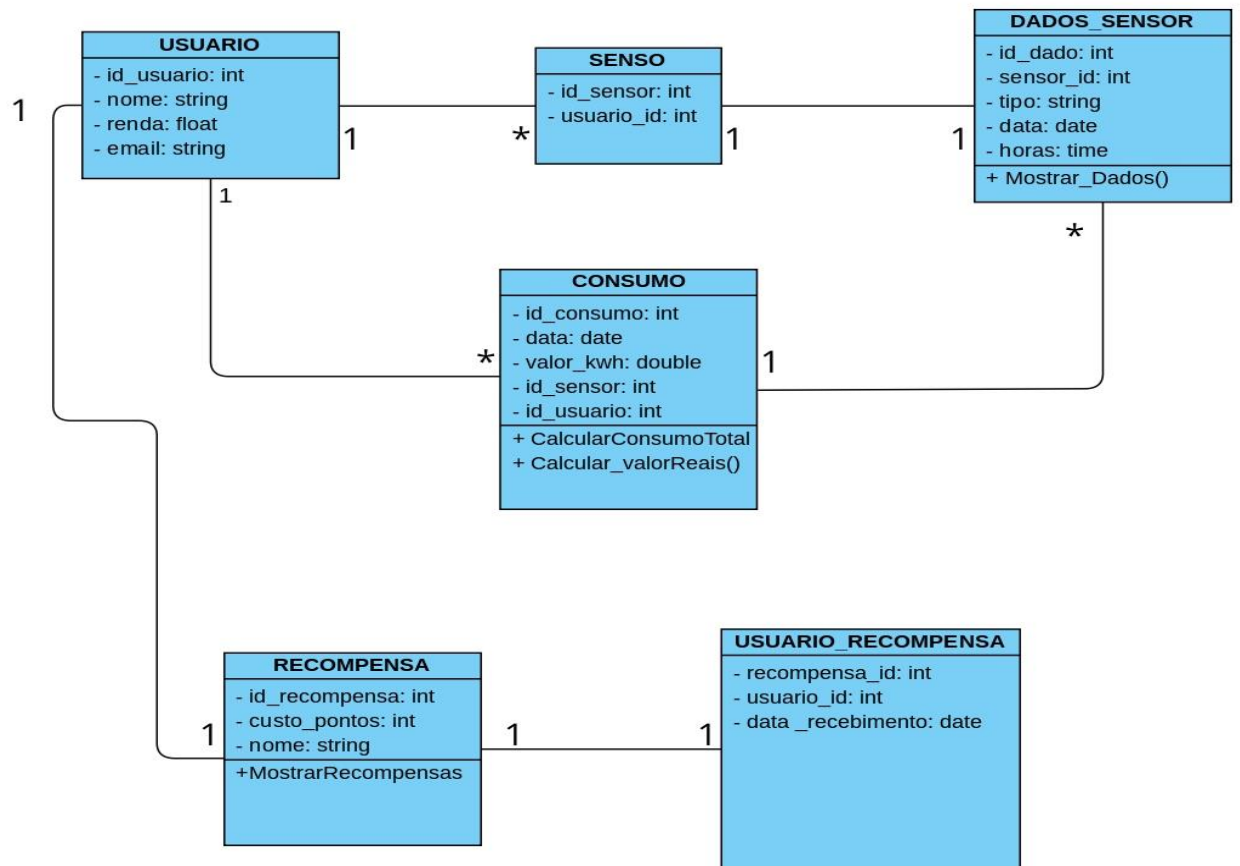 USUARIO
- id_usuario: int
- nome: string
- renda: float
- email: string
1
1
1
SENSO
- id_sensor: int
- usuario_id: int
*
1
DADOS_SENSOR
- id_dado: int
- sensor_id: int
- tipo: string
- data: date
- horas: time
+ Mostrar_Dados()
1
*
CONSUMO
- id_consumo: int
- data: date
- valor_kwh: double
- id_sensor: int
- id_usuario: int
+ CalcularConsumoTotal
+ Calcular_valorReais()
*
1
RECOMPENSA
- id_recompensa: int
- custo_pontos: int
- nome: string
+MostrarRecompensas
1
1
USUARIO_RECOMPENSA
- recompensa_id: int
- usuario_id: int
- data _recebimento: date
1